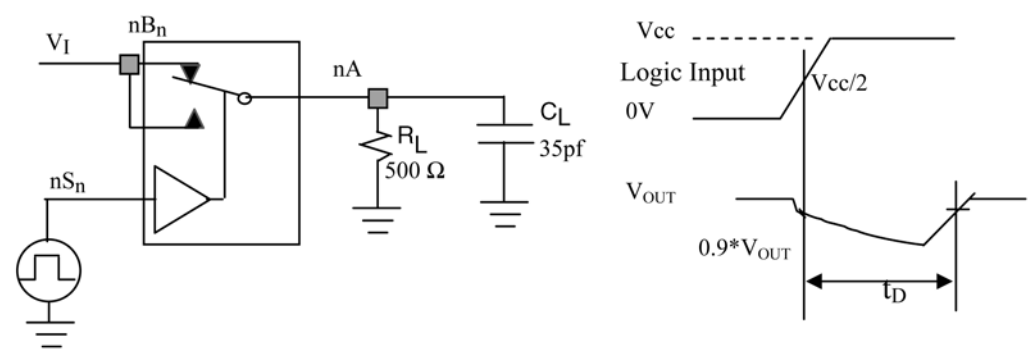 nBn
VI
nA
CL
35pf
RL
500 Ω
nSn
Vcc
Logic Input
Vcc/2
0V
VOUT
0.9*VOUT
tD